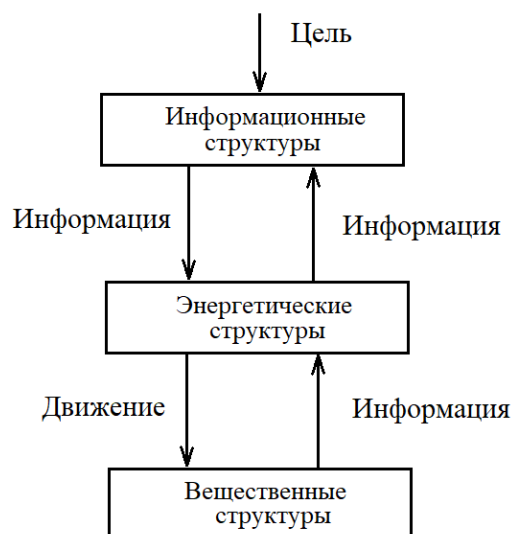 Цель
Информационные
структуры
Информация
Информация
Энергетические
структуры
Движение
Информация
Вещественные
структуры